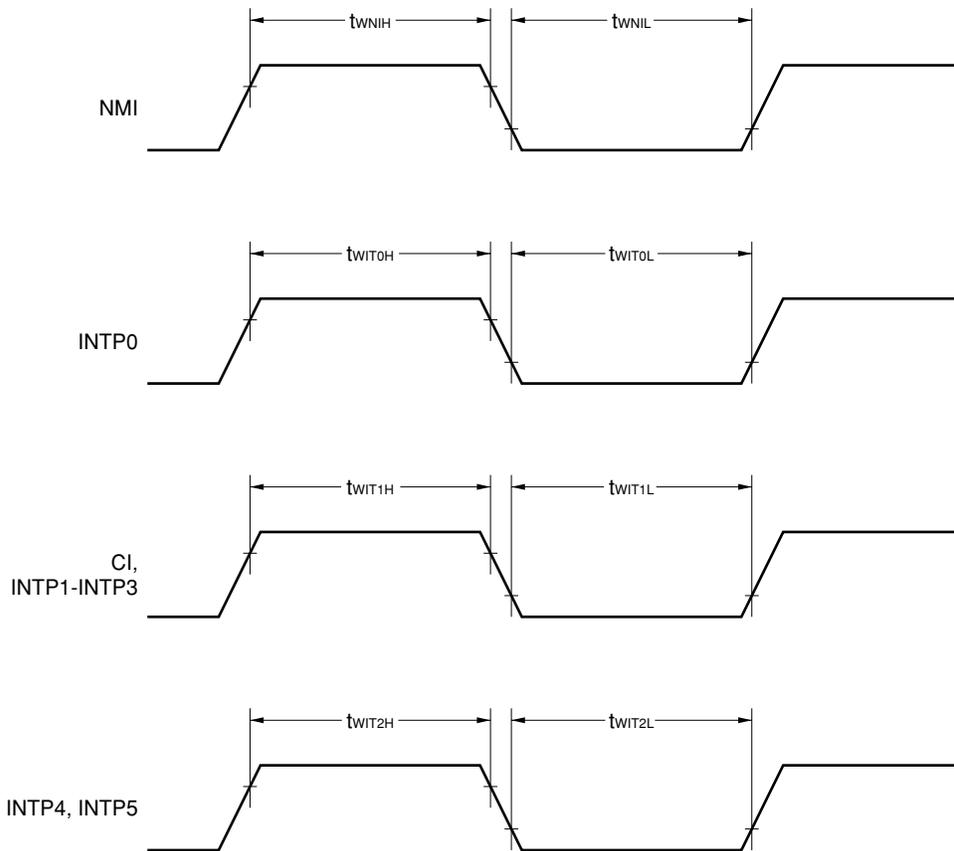 tWNIH tWNIL
NMI
tWIT0H tWIT0L
INTP0
tWIT1H tWIT1L
CI,
INTP1-INTP3
tWIT2H tWIT2L
INTP4, INTP5